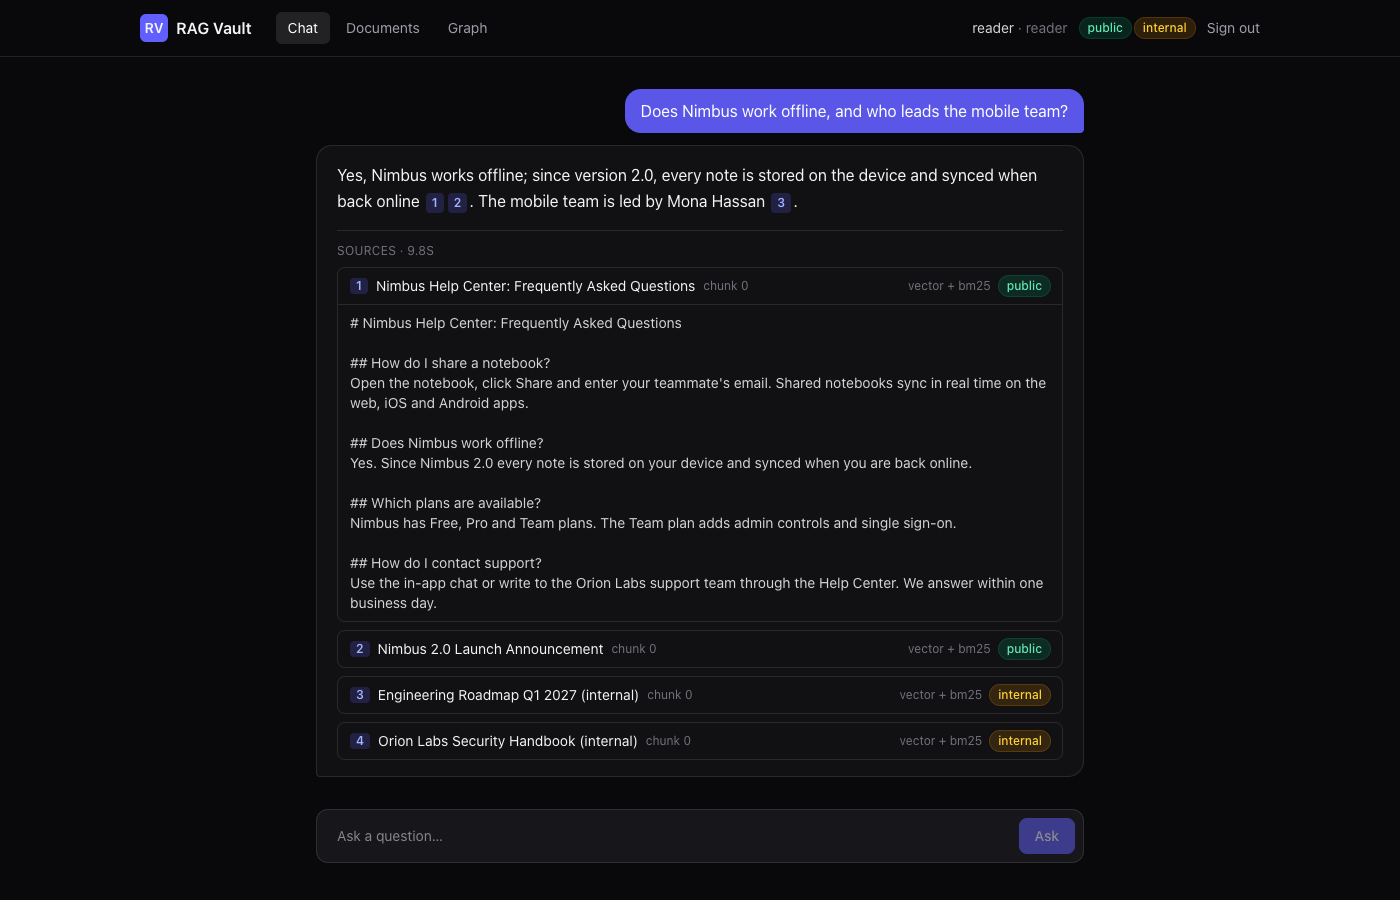 RV RAG Vault Chat Documents Graph reader · reader public internal Sign out
Does Nimbus work offline, and who leads the mobile team?
Yes, Nimbus works offline; since version 2.0, every note is stored on the device and synced when
back online 1 2 . The mobile team is led by Mona Hassan 3 .
SOURCES · 9.8S
1 Nimbus Help Center: Frequently Asked Questions chunk 0 vector + bm25 public
# Nimbus Help Center: Frequently Asked Questions
## How do I share a notebook?
Open the notebook, click Share and enter your teammate's email. Shared notebooks sync in real time on the
web, iOS and Android apps.
## Does Nimbus work offline?
Yes. Since Nimbus 2.0 every note is stored on your device and synced when you are back online.
## Which plans are available?
Nimbus has Free, Pro and Team plans. The Team plan adds admin controls and single sign-on.
## How do I contact support?
Use the in-app chat or write to the Orion Labs support team through the Help Center. We answer within one
business day.
2 Nimbus 2.0 Launch Announcement chunk 0 vector + bm25 public
3 Engineering Roadmap Q1 2027 (internal) chunk 0 vector + bm25 internal
4 Orion Labs Security Handbook (internal) chunk 0 vector + bm25 internal
Ask a question... Ask